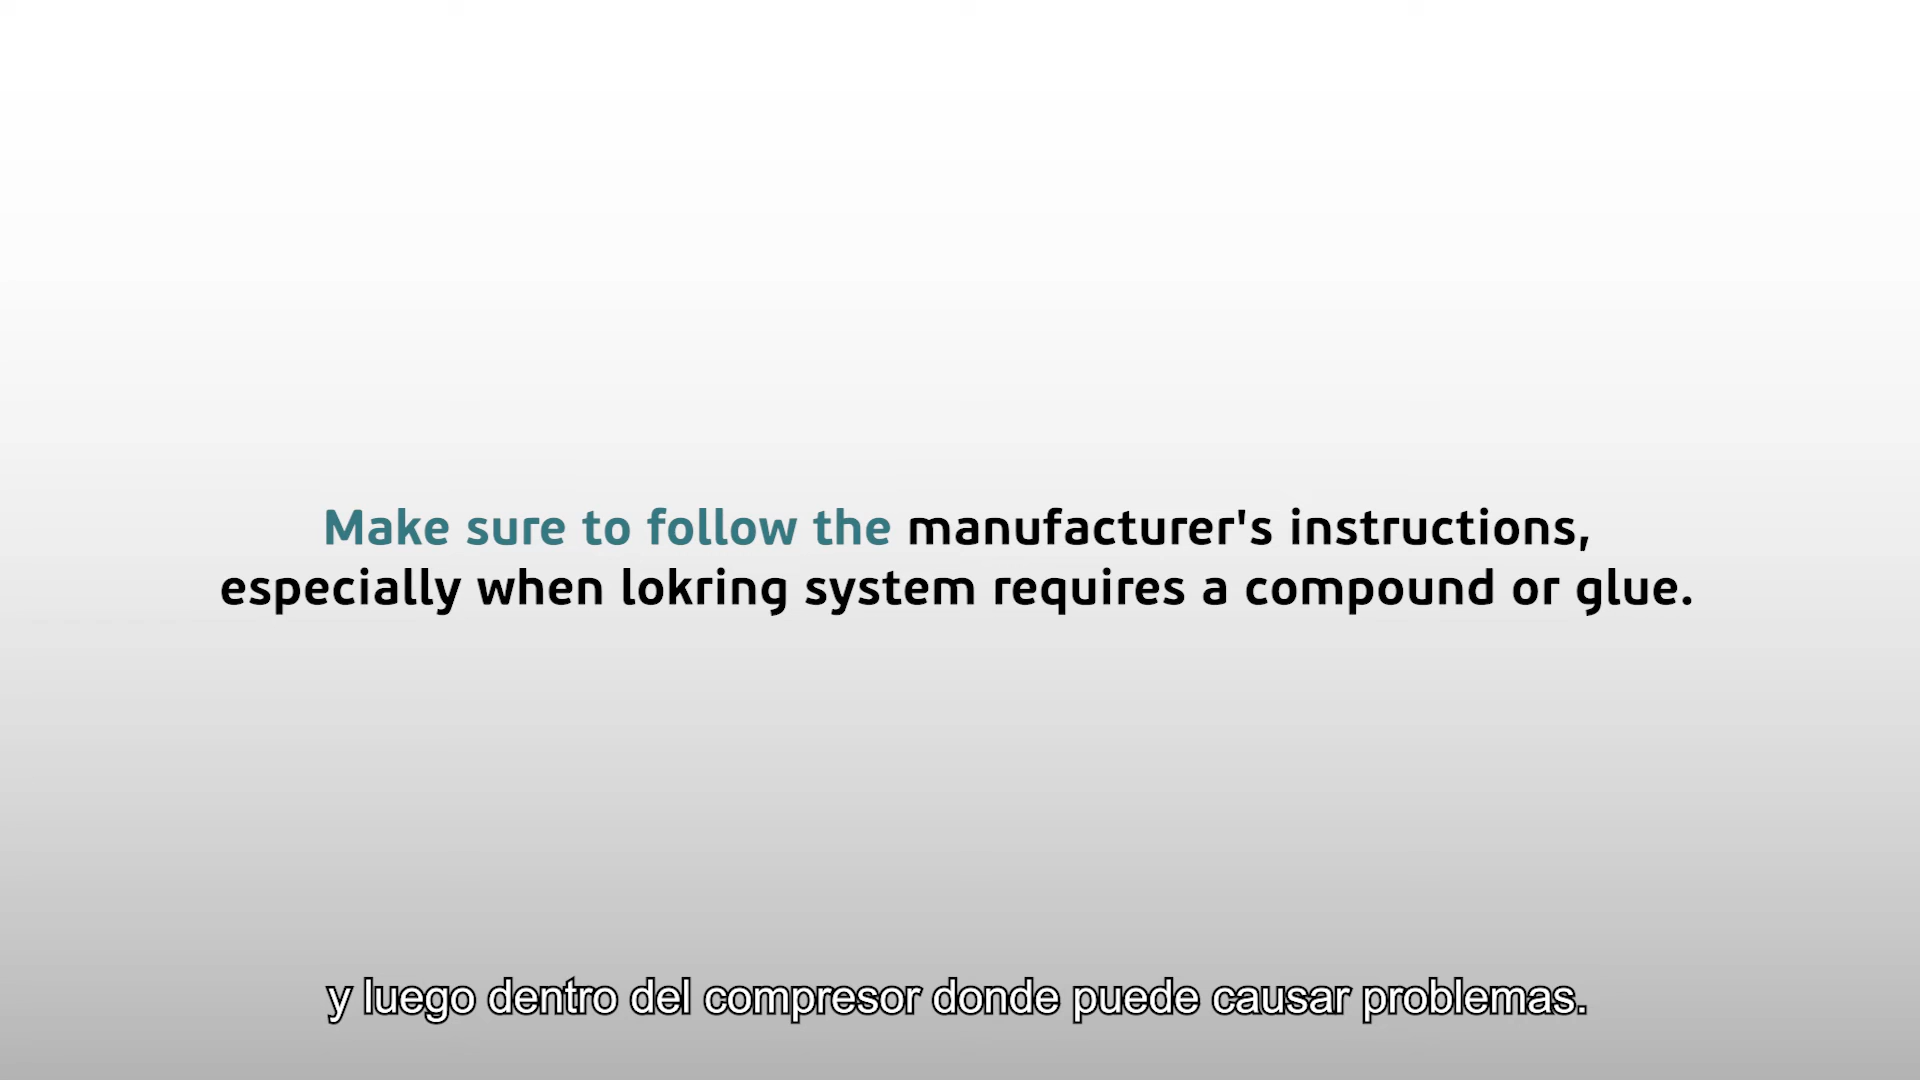 Make sure to follow the manufacturer's instructions,
especially when lokring system requires a compound or glue.
y luego dentro del compresor donde puede causar problemas.